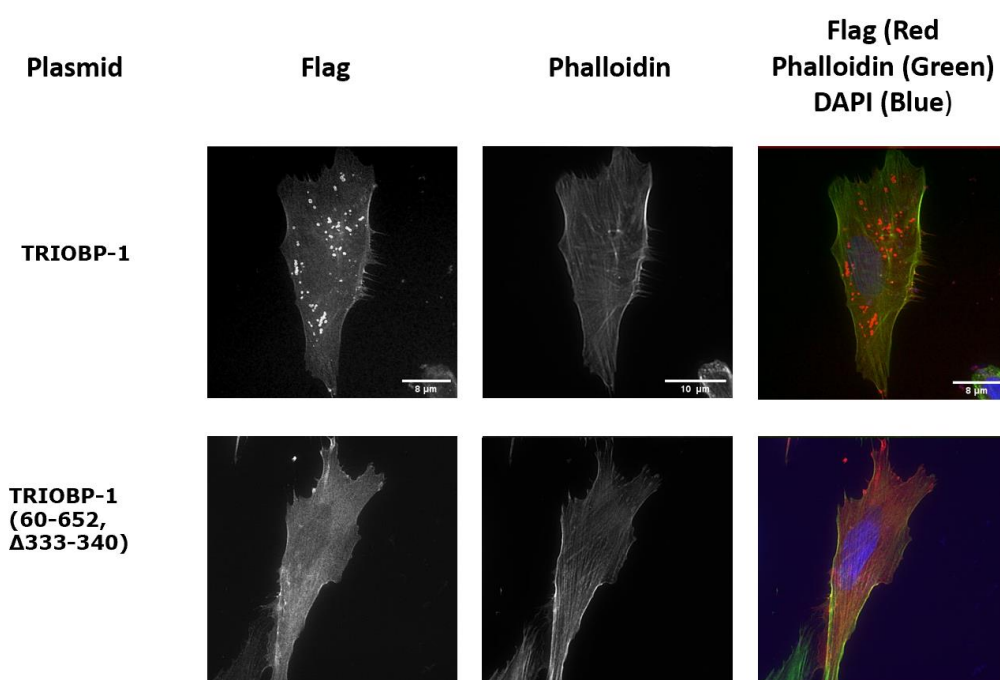 Plasmid
Flag
Phalloidin
Flag (Red
Phalloidin (Green)
DAPI (Blue)
TRIOBP-1
8 µm
10 µm
8 µm
TRIOBP-1
(60-652,
Δ333-340)